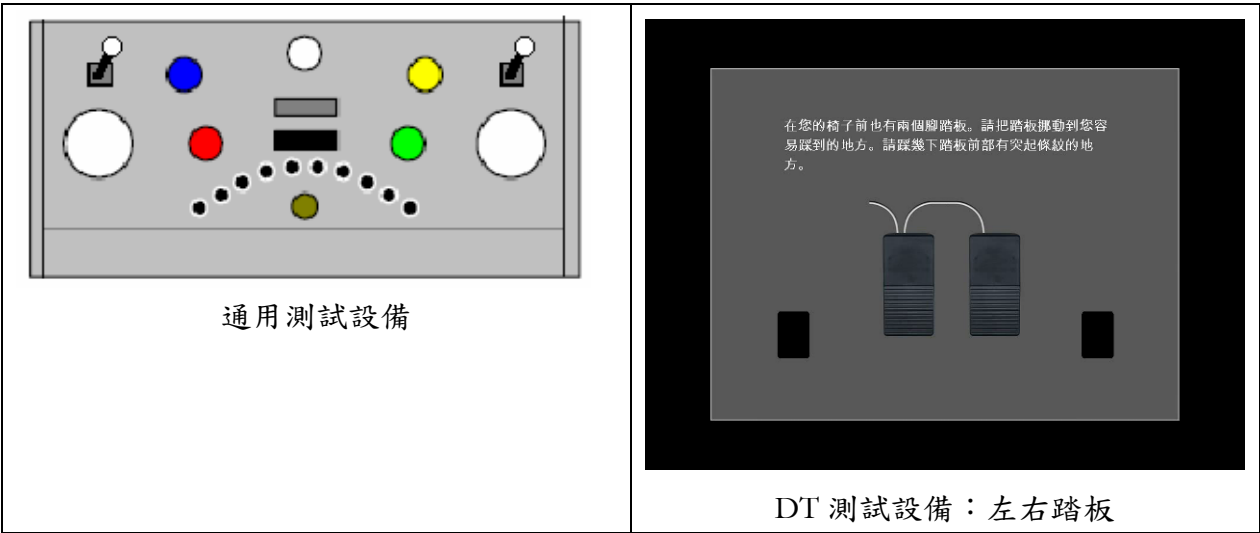 在您的椅子前也有兩個腳踏板。請把踏板挪動到您容
易踩到的地方。請踩幾下踏板前部有突起條紋的地
方。
通用測試設備
DT 測試設備：左右踏板